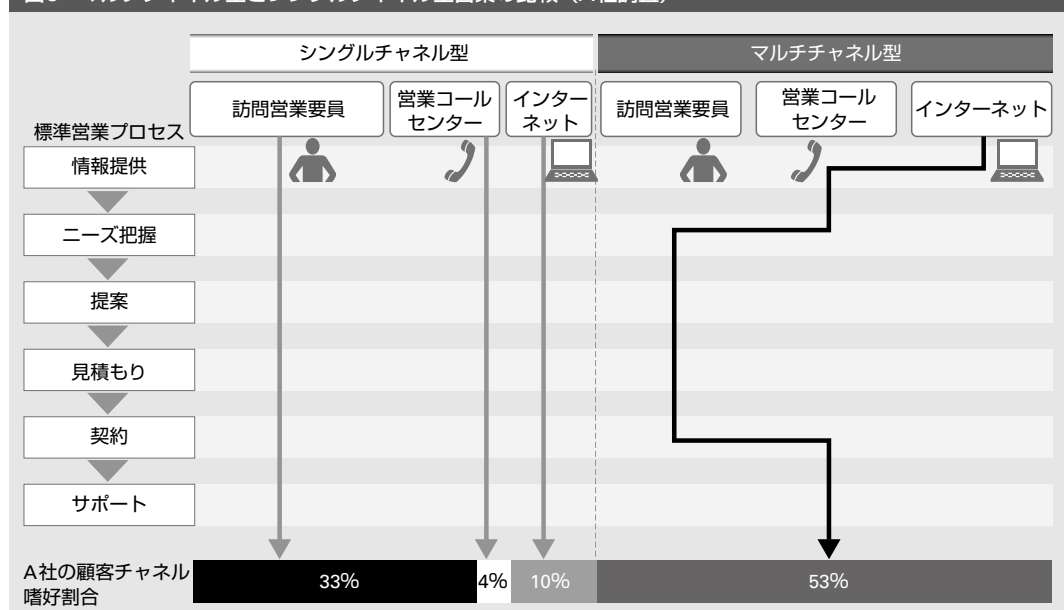 シングルチャネル型
マルチチャネル型
訪問営業要員
営業コール
センター
インター
ネット
訪問営業要員
営業コール
センター
インターネット
標準営業プロセス
情報提供
ニーズ把握
提案
見積もり
契約
サポート
A社の顧客チャネル
嗜好割合
33%
4%
10%
53%